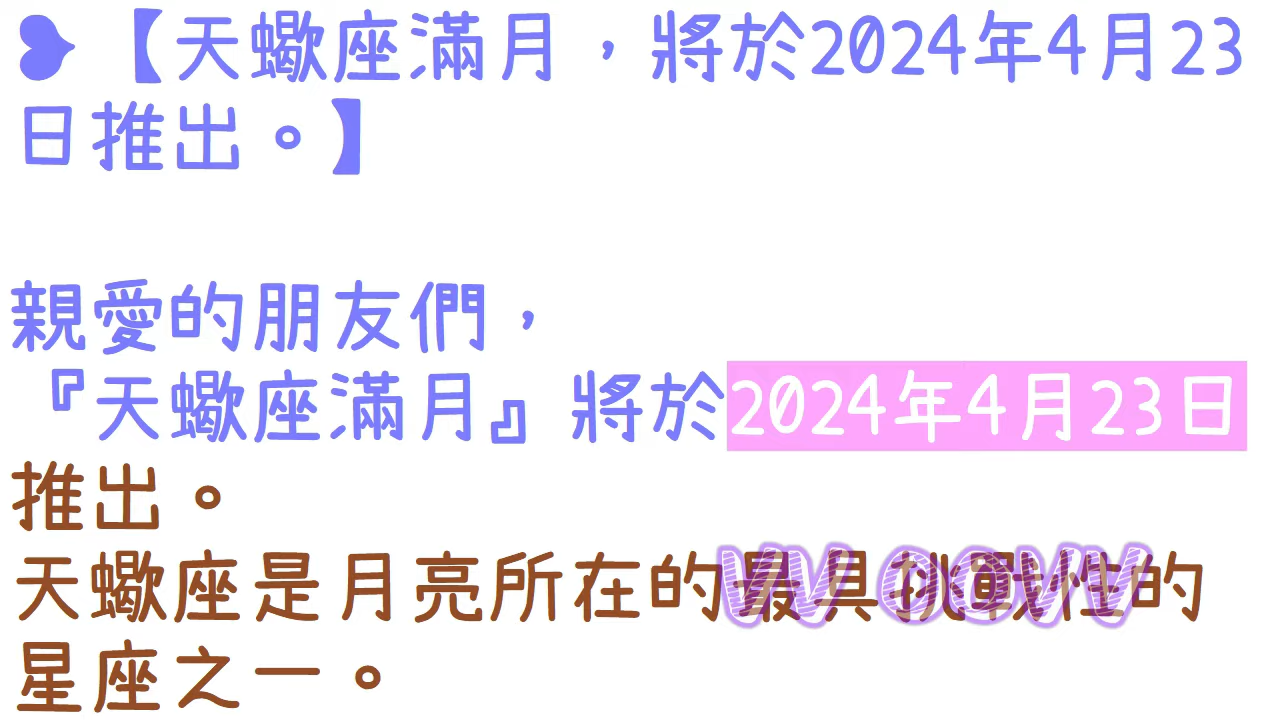 ❥ 【天蠍座滿月，將於2024年4月23
日推出。】
親愛的朋友們，
『天蠍座滿月』將於2024年4月23日
推出。
天蠍座是月亮所在的最具挑戰性的
VV OOVV
星座之一。